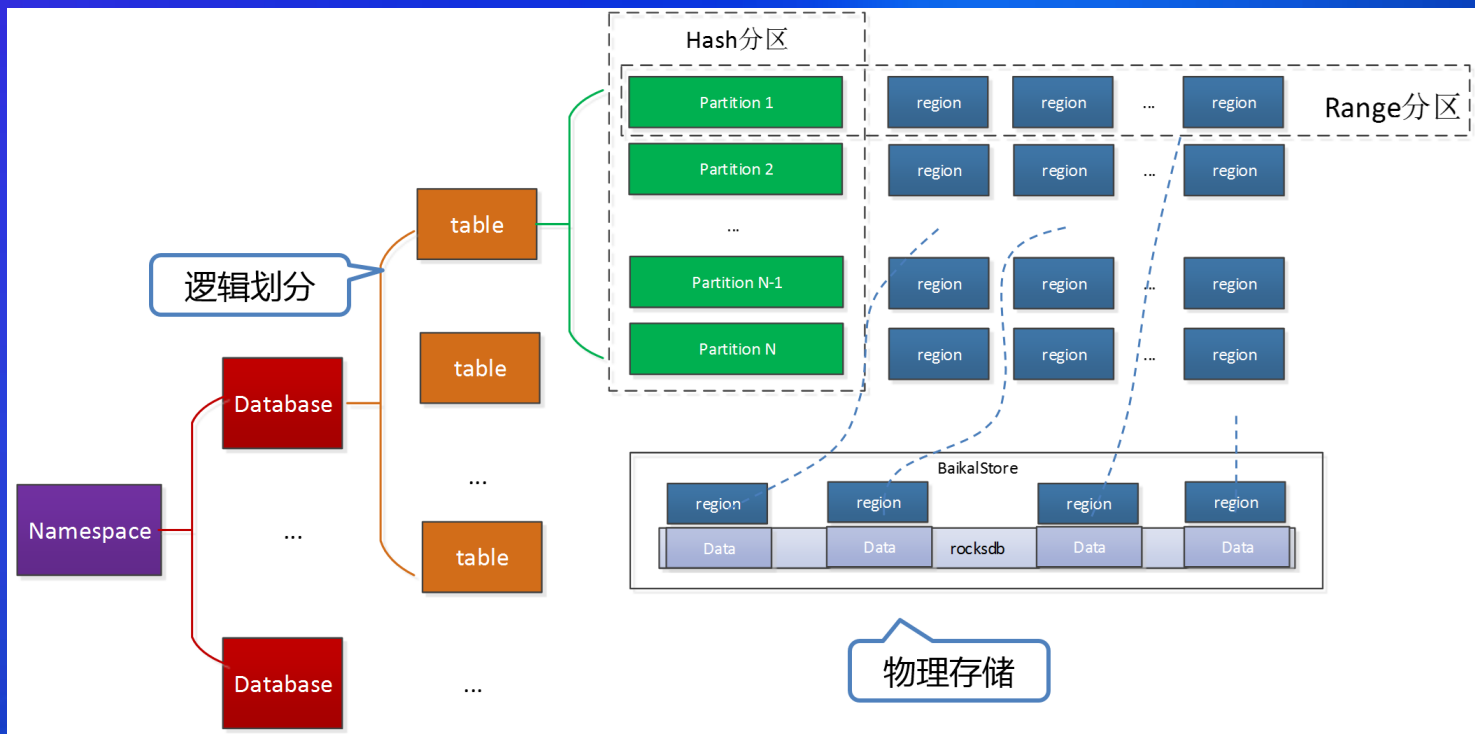 Hash分区
Partition 1
region
region
...
region
Range分区
Partition 2
region
region
...
region
table
...
逻辑划分
Partition N-1
region
region
...
region
Partition N
region
region
...
region
table
Database
BaikalStore
...
region
region
region
region
Namespace
...
table
Data
Data
rocksdb
Data
Data
物理存储
Database
...